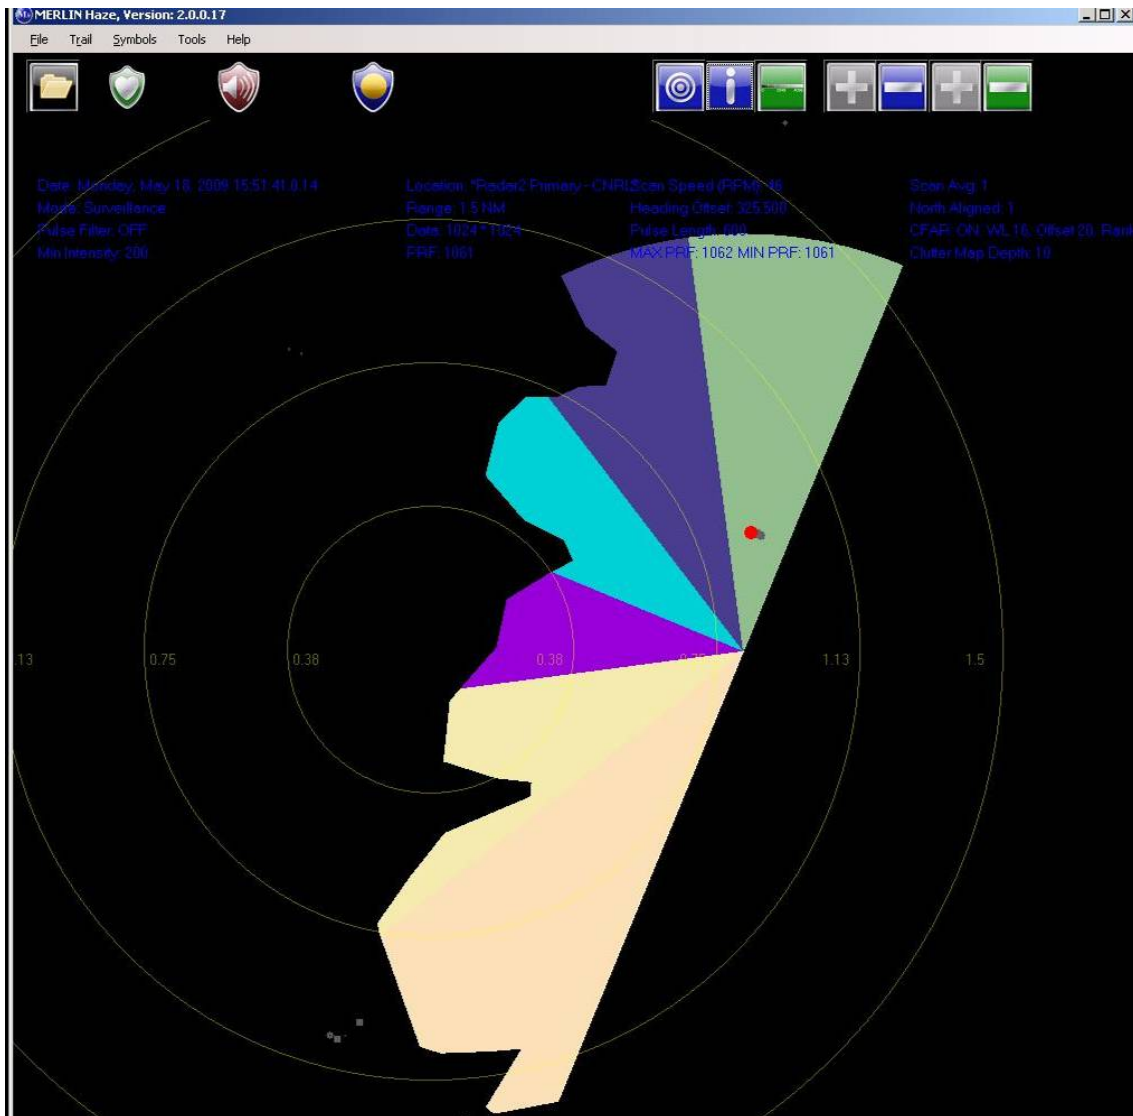 MERLIN Haze, Version: 2.0.0.17
File Trail Symbols Tools Help
Date: Monday, May 18, 2009 15:51:41.0.14 Location: *Radar2 Primary - CNRL* Scan Speed (RPM): 46 Scan Avg: 1
Mode: Surveillance Range: 1.5 NM Heading Offset: 325.500 North Aligned: 1
Pulse Filter: OFF Data: 1024 * 1024 Pulse Length: 600 CFAR: ON, WL 16, Offset 20, Rank
Min Intensity: 200 PRF: 1061 MAX PRF: 1062 MIN PRF: 1061 Clutter Map Depth: 10
.13 0.75 0.38 0.38 1.13 1.5